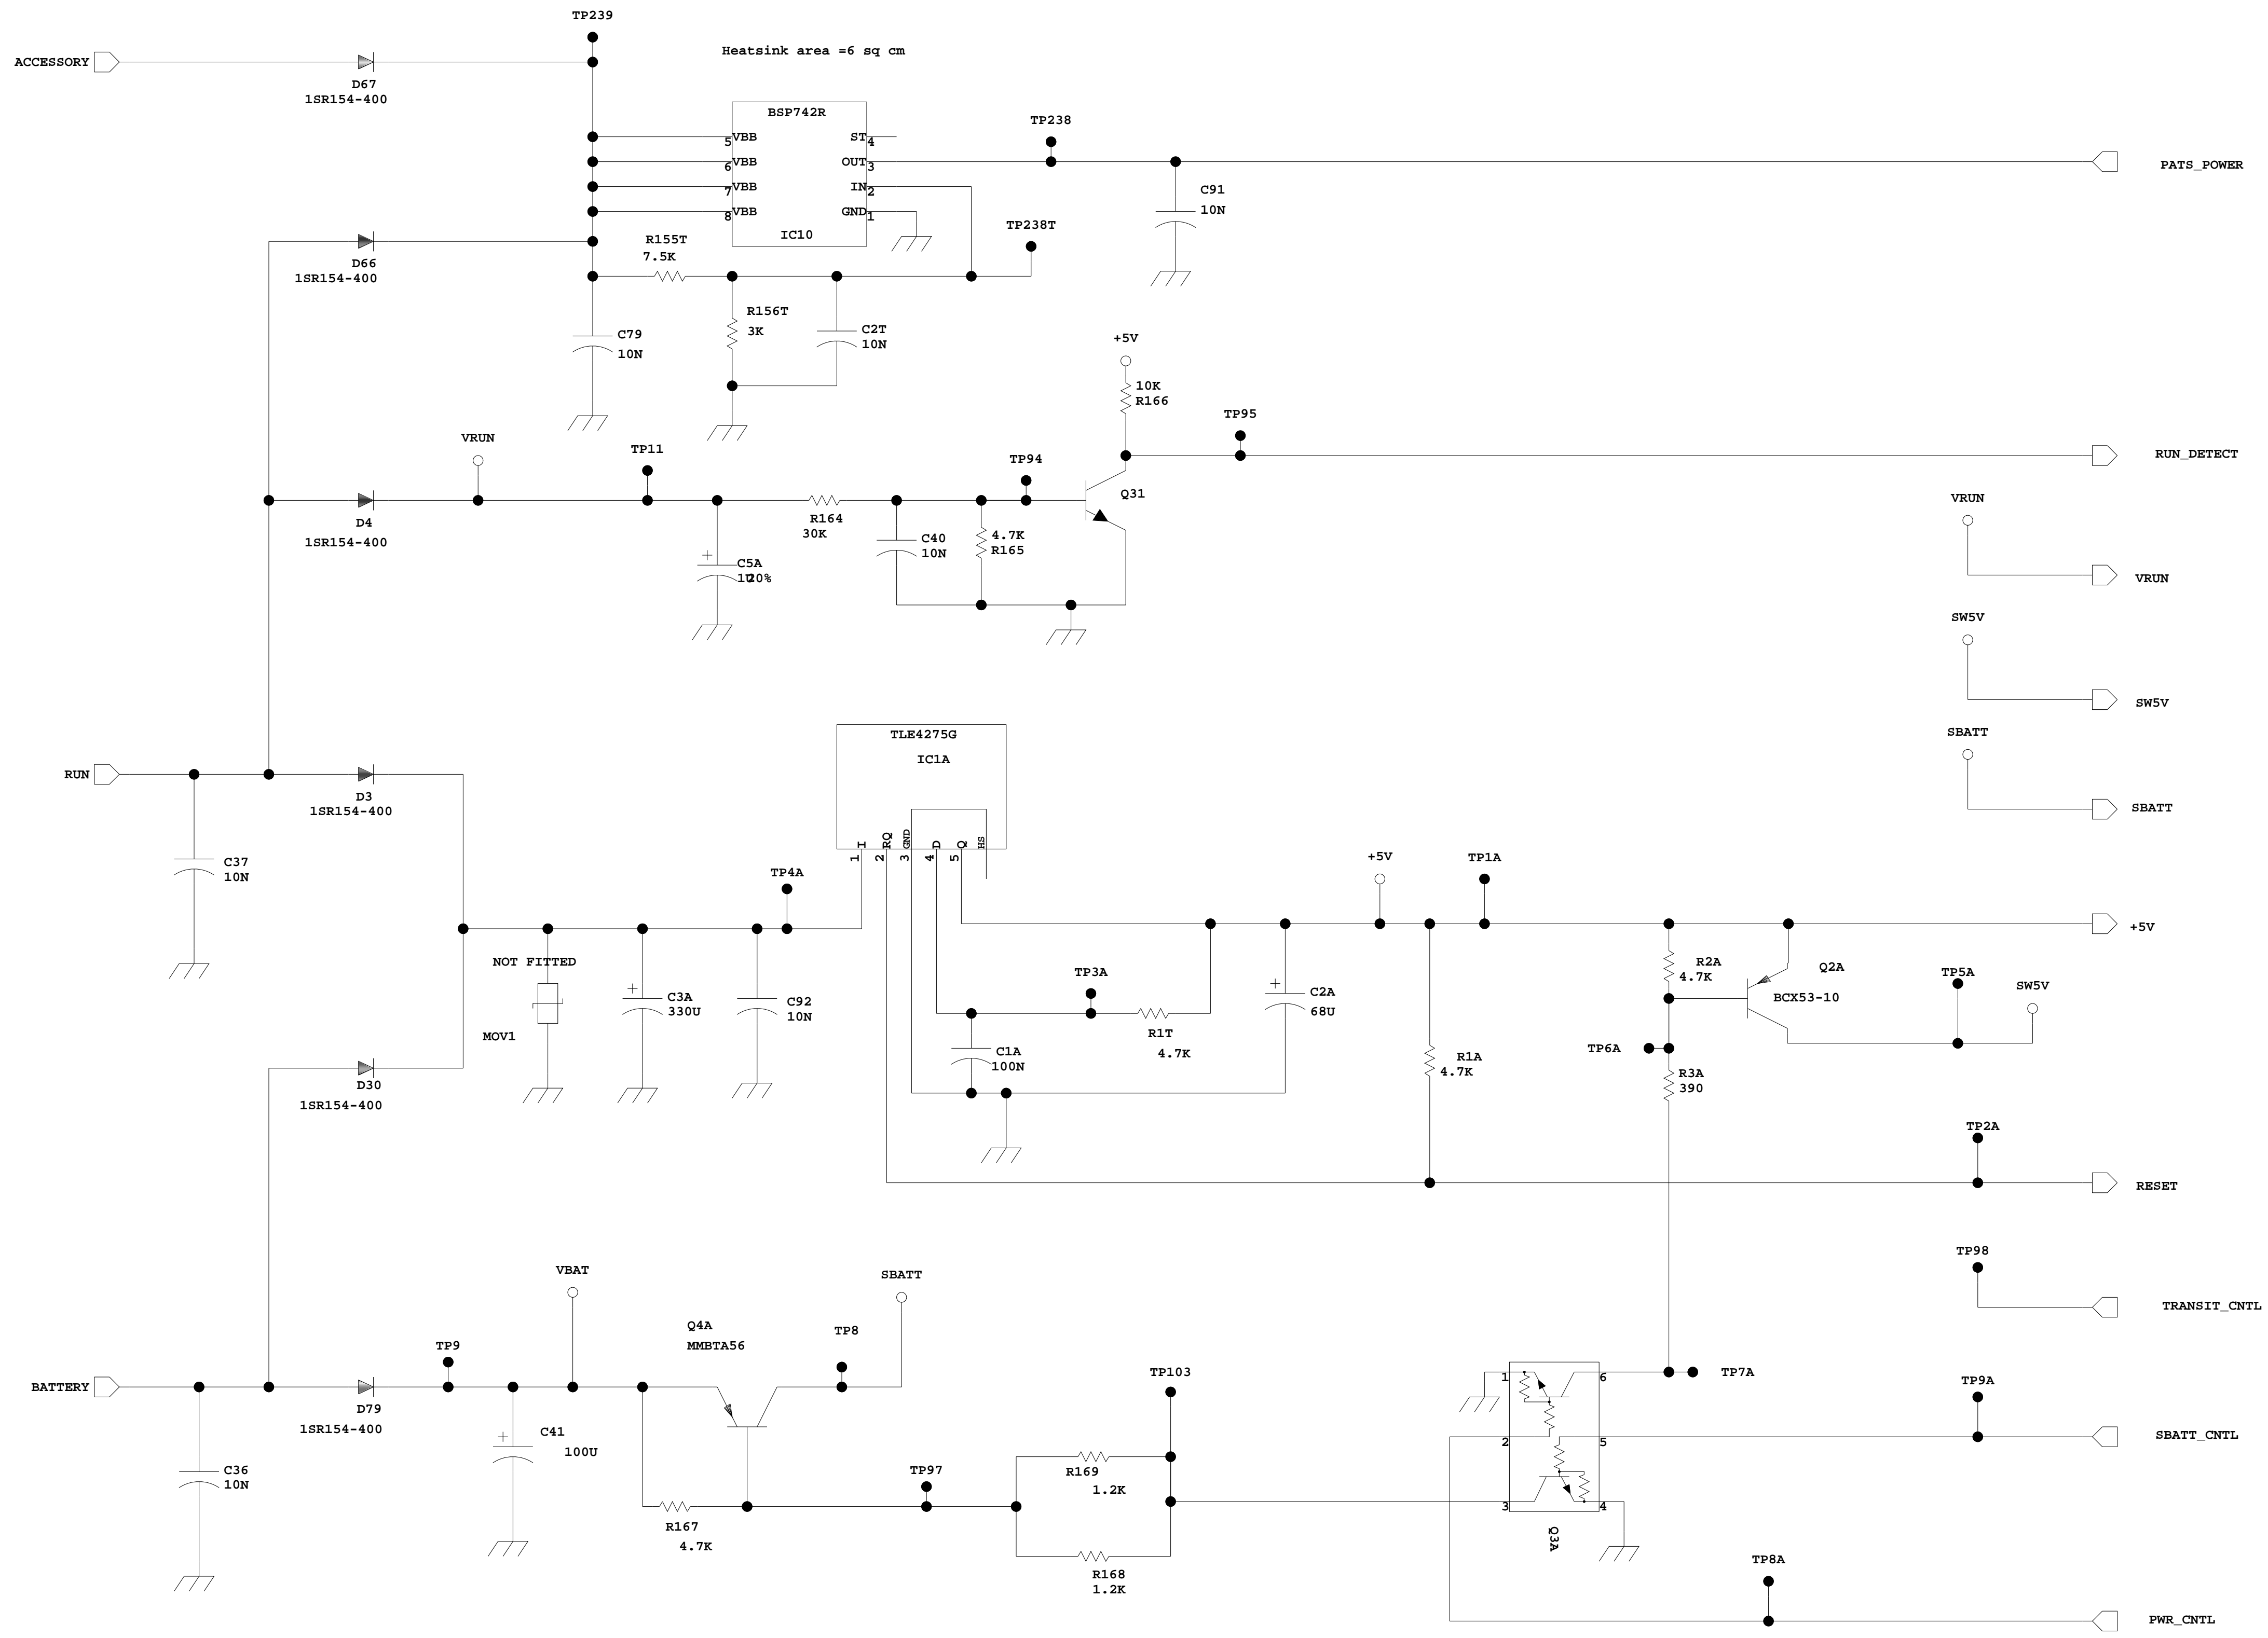 TP239
Heatsink area =6 sq cm
ACCESSORY
D67
1SR154-400
BSP742R
5 VBB ST 4
6 VBB OUT 3
7 VBB IN 2
8 VBB GND 1
IC10
TP238
PATS_POWER
C91
10N
TP238T
D66
1SR154-400
R155T
7.5K
R156T
3K
C2T
10N
C79
10N
+5V
10K
R166
TP95
RUN_DETECT
VRUN
TP11
TP94
Q31
D4
1SR154-400
R164
30K
C40
10N
4.7K
R165
C5A
1U 20%
VRUN
VRUN
SW5V
SW5V
SBATT
SBATT
TLE4275G
IC1A
I RQ GND D Q HS
1 2 3 4 5
RUN
D3
1SR154-400
C37
10N
TP4A
+5V
TP1A
+5V
NOT FITTED
MOV1
C3A
330U
C92
10N
TP3A
R1T
4.7K
C1A
100N
C2A
68U
R1A
4.7K
R2A
4.7K
Q2A
BCX53-10
TP5A
SW5V
TP6A
R3A
390
D30
1SR154-400
TP2A
RESET
TP98
TRANSIT_CNTL
VBAT
SBATT
Q4A
MMBTA56
TP8
TP9
BATTERY
D79
1SR154-400
C36
10N
C41
100U
R167
4.7K
TP97
TP103
R169
1.2K
R168
1.2K
1 6
2 5
3 4
Q3A
TP7A
TP9A
SBATT_CNTL
TP8A
PWR_CNTL